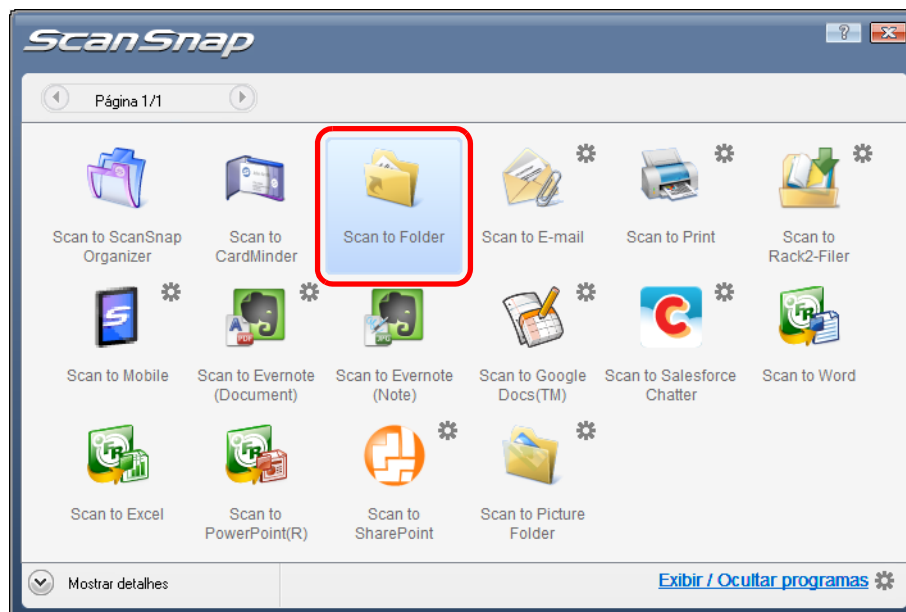 ScanSnap
?
Página 1/1
Scan to ScanSnap
Organizer
Scan to
CardMinder
Scan to Folder
Scan to E-mail
Scan to Print
Scan to
Rack2-Filer
Scan to Mobile
Scan to Evernote
(Document)
Scan to Evernote
(Note)
Scan to Google
Docs(TM)
Scan to Salesforce
Chatter
Scan to Word
Scan to Excel
Scan to
PowerPoint(R)
Scan to
SharePoint
Scan to Picture
Folder
Mostrar detalhes
Exibir / Ocultar programas